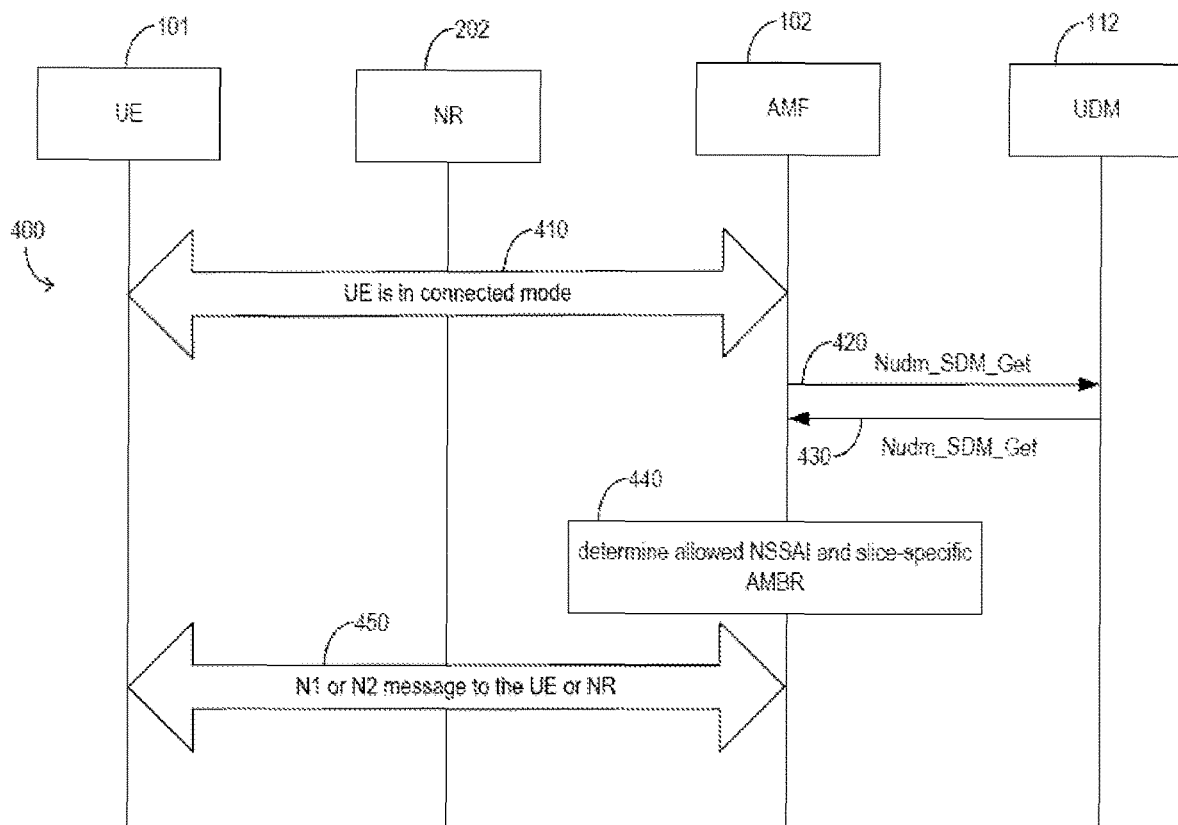 101
202
102
112
UE
NR
AMF
UDM
400
410
UE is in connected mode
420
Nudm_SDM_Get
430
Nudm_SDM_Get
440
determine allowed NSSAI and slice-specific
AMBR
450
N1 or N2 message to the UE or NR